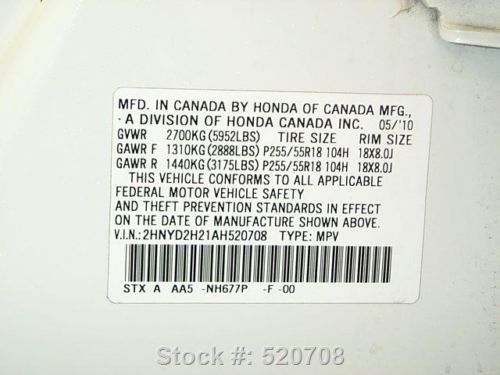 MFD. IN CANADA BY HONDA OF CANADA MFG.,
·A DIVISION OF HONDA CANADA INC. 05/'10
GVWR 2700KG(5952LBS) TIRE SIZE RIM SIZE
GAWR F 1310KG(2888LBS)P255/55R18 104H 18X8.0J
GAWR R 1440KG(3175LBS)P255/55R18 104H 18X8.0J
THIS VEHICLE CONFORMS TO ALL APPLICABLE
FEDERAL MOTOR VEHICLE SAFETY
AND THEFT PREVENTION STANDARDS IN EFFECT
ON THE DATE OF MANUFACTURE SHOWN ABOVE.
V.I.N.:2HNYD2H21AH520708 TYPE: MPV
STX A AA5 -NH677P -F -00
Stock #: 520708